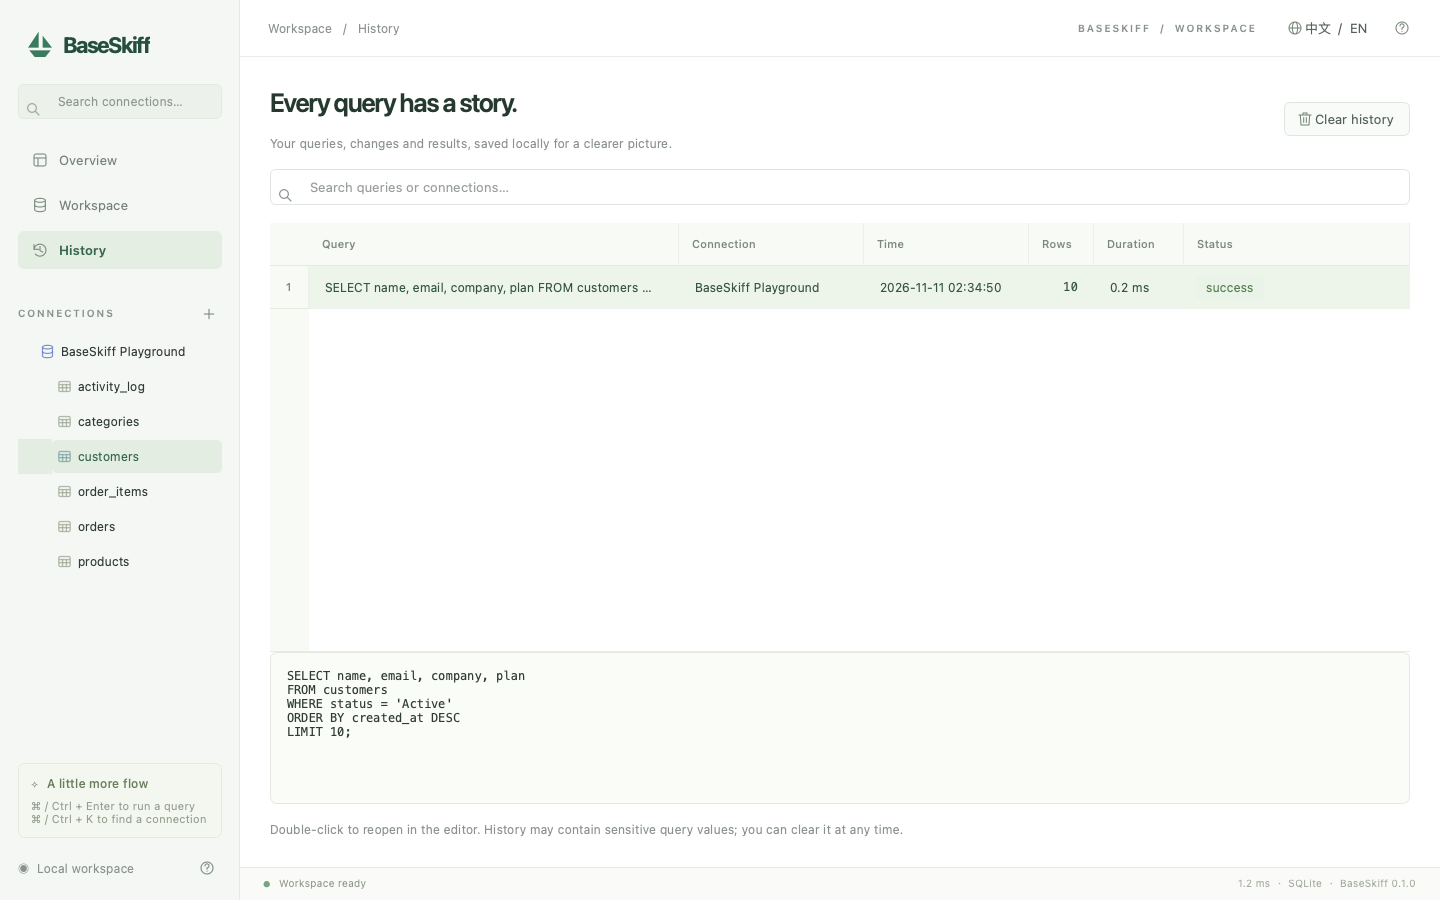 BaseSkiff
Search connections...
Overview
Workspace
History
CONNECTIONS
BaseSkiff Playground
activity_log
categories
customers
order_items
orders
products
A little more flow
⌘ / Ctrl + Enter to run a query
⌘ / Ctrl + K to find a connection
Local workspace
Workspace / History
BASESKIFF / WORKSPACE
中文 / EN
Every query has a story.
Your queries, changes and results, saved locally for a clearer picture.
Clear history
Search queries or connections...
Query Connection Time Rows Duration Status
1 SELECT name, email, company, plan FROM customers ... BaseSkiff Playground 2026-11-11 02:34:50 10 0.2 ms success
SELECT name, email, company, plan
FROM customers
WHERE status = 'Active'
ORDER BY created_at DESC
LIMIT 10;
Double-click to reopen in the editor. History may contain sensitive query values; you can clear it at any time.
Workspace ready
1.2 ms · SQLite · BaseSkiff 0.1.0